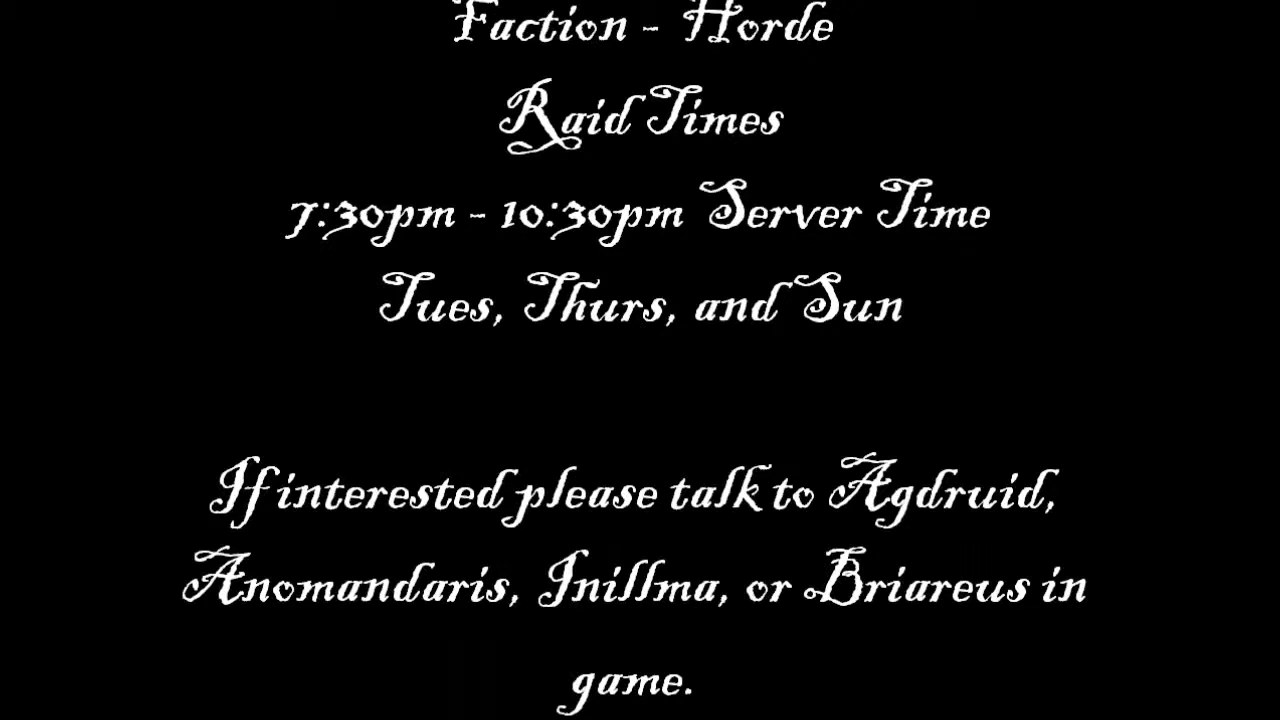 Faction - Horde
Raid Times
7:30pm - 10:30pm Server Time
Tues, Thurs, and Sun
If interested please talk to Agdruid,
Anomandaris, Inillma, or Briareus in
game.